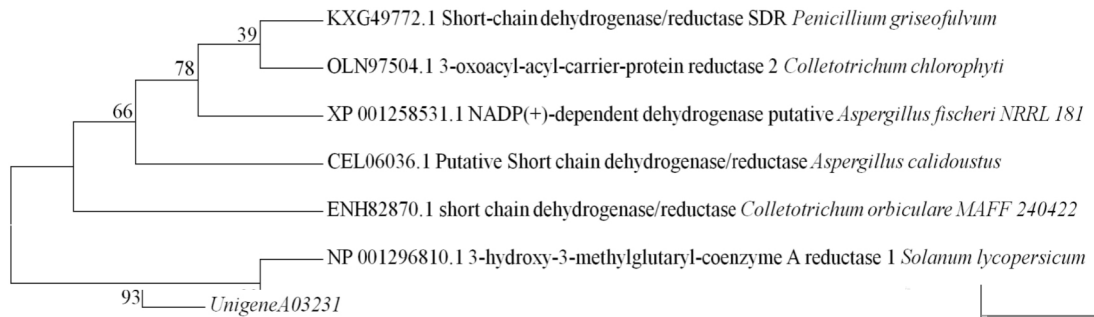 KXG49772.1 Short-chain dehydrogenase/reductase SDR Penicillium griseofulvum
39
OLN97504.1 3-oxoacyl-acyl-carrier-protein reductase 2 Colletotrichum chlorophyti
78
XP 001258531.1 NADP(+)-dependent dehydrogenase putative Aspergillus fischeri NRRL 181
66
CEL06036.1 Putative Short chain dehydrogenase/reductase Aspergillus calidoustus
ENH82870.1 short chain dehydrogenase/reductase Colletotrichum orbiculare MAFF 240422
NP 001296810.1 3-hydroxy-3-methylglutaryl-coenzyme A reductase 1 Solanum lycopersicum
93
UnigeneA03231